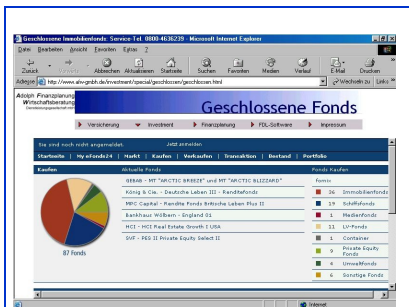 Geschlossene Immobilienfonds: Service-Tel. 0800-4636239 - Microsoft Internet Explorer
Datei Bearbeiten Ansicht Favoriten Extras ?
Zurück Vorwärts Abbrechen Aktualisieren Startseite Suchen Favoriten Medien Verlauf E-Mail Drucken
Adresse http://www.afw-gmbh.de/investment/special/geschlossen/geschlossen.html Wechseln zu Links
Adolph Finanzplanung
Wirtschaftsberatung
Geschlossene Fonds
Versicherung Investment Finanzplanung FDL-Software Impressum
Sie sind noch nicht angemeldet. Jetzt anmelden
Startseite | My eFonds24 | Markt | Kaufen | Verkaufen | Transaktion | Bestand | Portfolio
Kaufen Aktuelle Fonds Fonds Kaufen
GEBAB - MT "ARCTIC BREEZE" und MT "ARCTIC BLIZZARD"
König & Cie. - Deutsche Leben III - Renditefonds
MPC Capital - Rendite Fonds Britische Leben Plus II
Bankhaus Wölbern - England 01
HCI - HCI Real Estate Growth I USA
SVF - PES II Private Equity Select II
36 Immobilienfonds
19 Schiffsfonds
1 Medienfonds
11 LV-Fonds
1 Container
9 Private Equity Fonds
4 Umweltfonds
6 Sonstige Fonds
87 Fonds
Internet